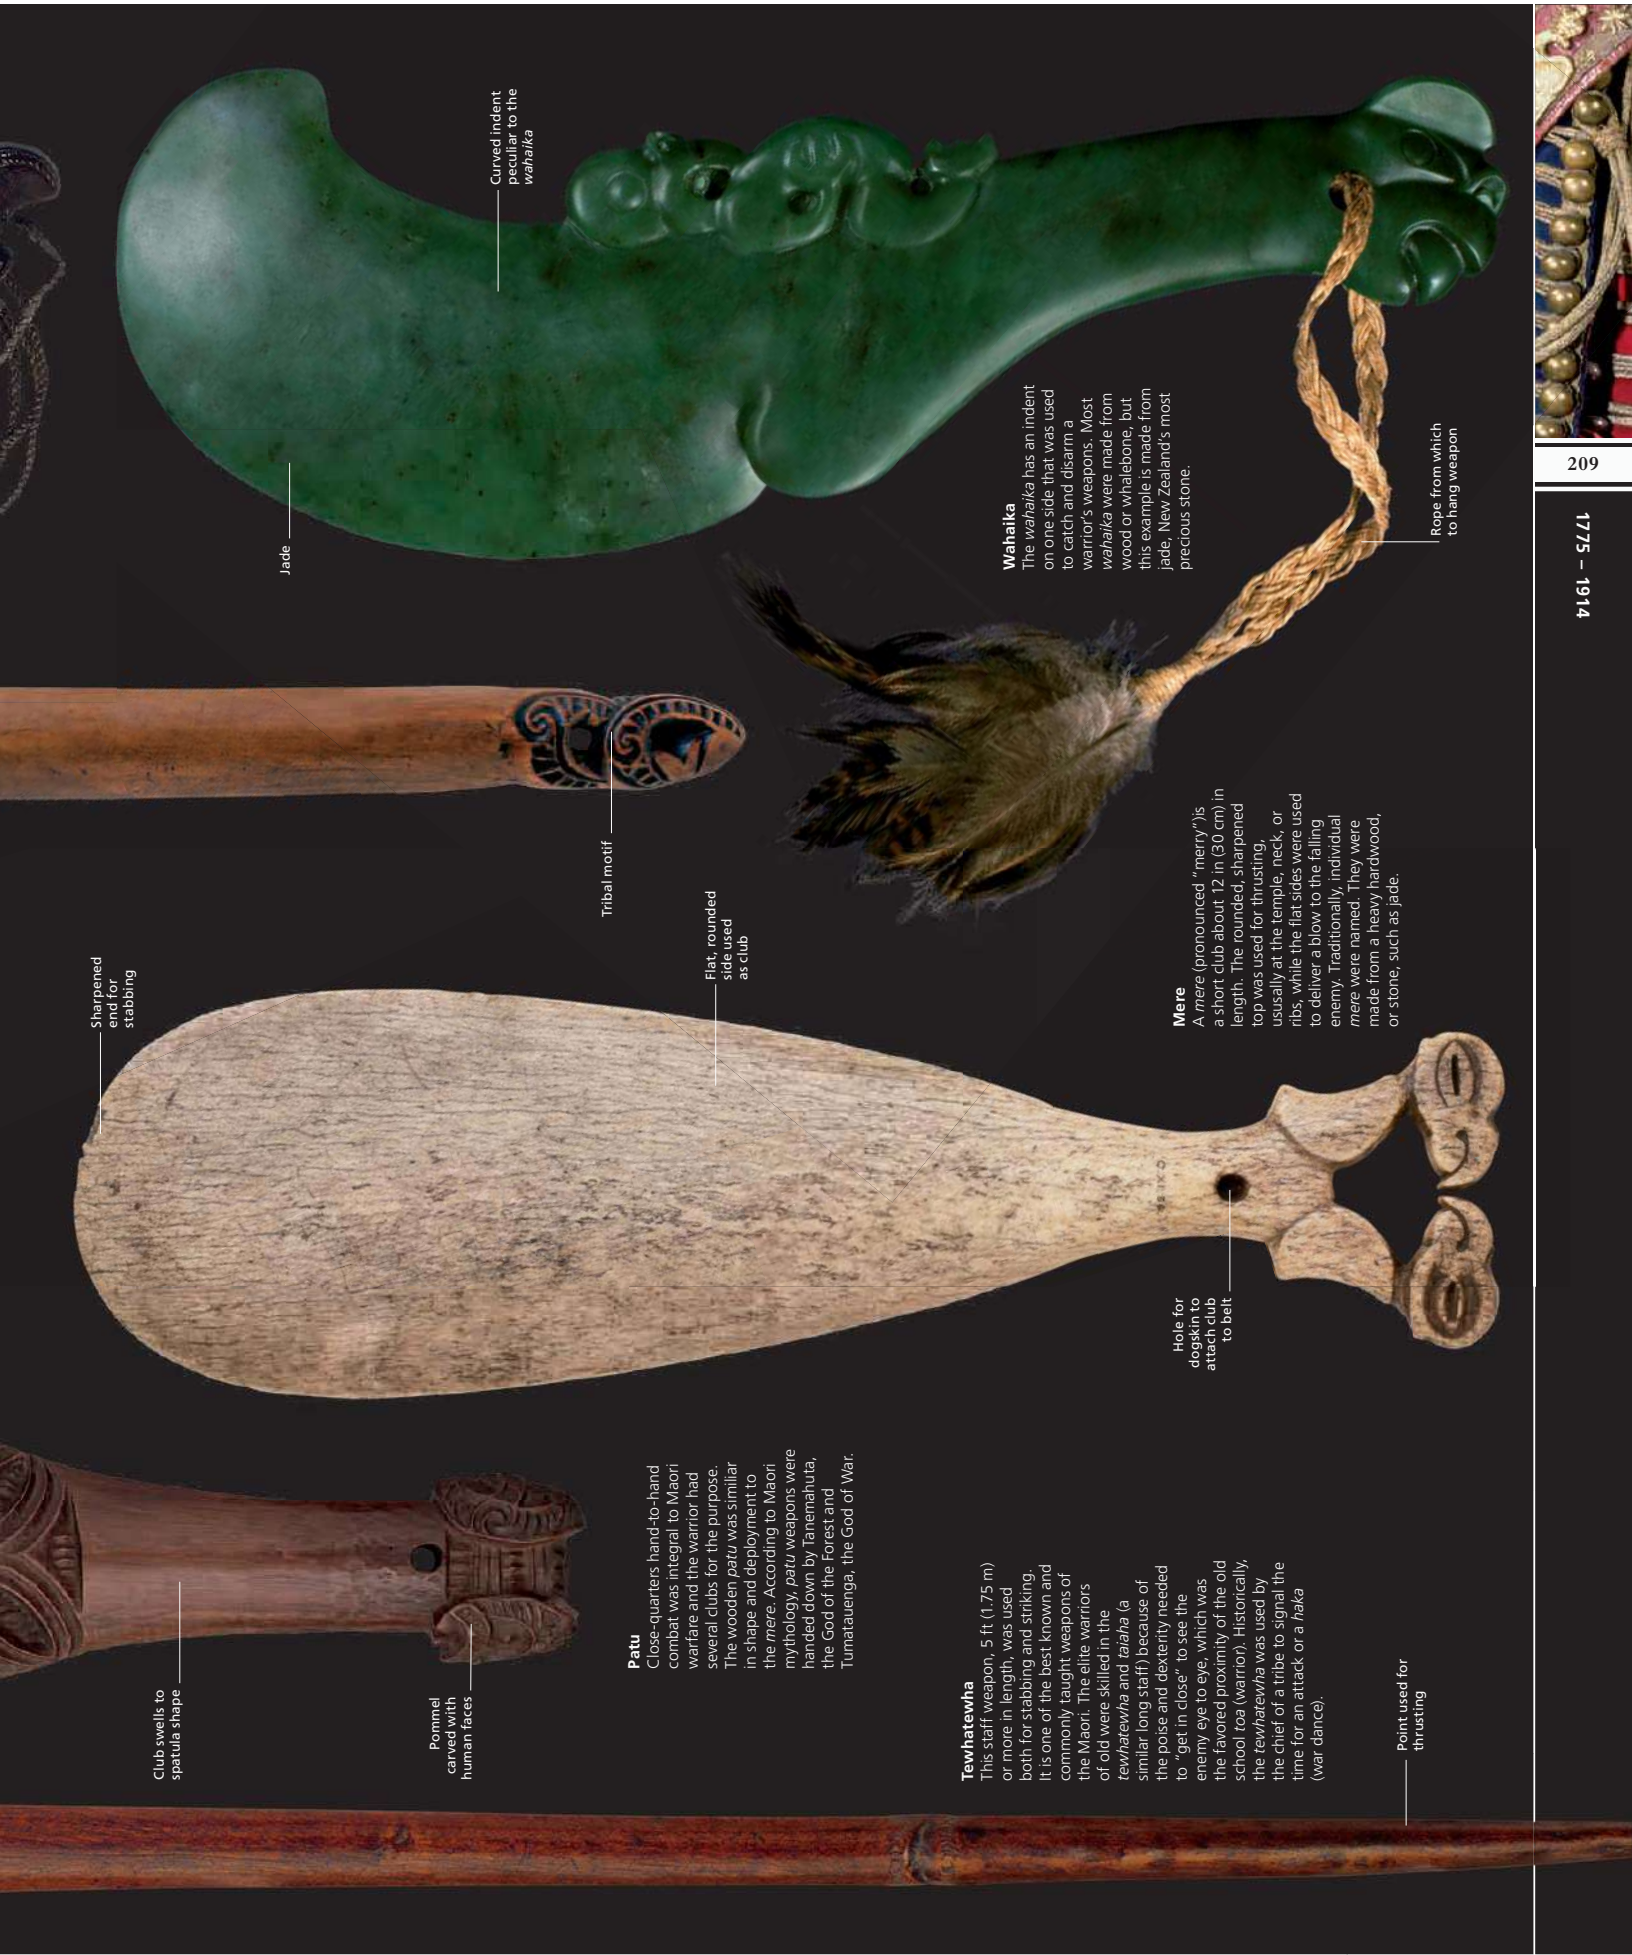 Sharpened
end for
stabbing
Jade
Curved indent
peculiar to the
wahaika
Club swells to
spatula shape
Pommel
carved with
human faces
Tribal motif
Flat, rounded
side used
as club
Patu
Close-quarters hand-to-hand
combat was integral to Maori
warfare and the warrior had
several clubs for the purpose.
The wooden patu was similiar
in shape and deployment to
the mere. According to Maori
mythology, patu weapons were
handed down by Tanemahuta,
the God of the Forest and
Tumatauenga, the God of War.
Tewhatewha
This staff weapon, 5 ft (1.75 m)
or more in length, was used
both for stabbing and striking.
It is one of the best known and
commonly taught weapons of
the Maori. The elite warriors
of old were skilled in the
tewhatewha and taiaha (a
similar long staff) because of
the poise and dexterity needed
to “get in close” to see the
enemy eye to eye, which was
the favored proximity of the old
school toa (warrior). Historically,
the tewhatewha was used by
the chief of a tribe to signal the
time for an attack or a haka
(war dance).
Point used for
thrusting
Hole for
dogskin to
attach club
to belt
Mere
A mere (pronounced “merry”)is
a short club about 12 in (30 cm) in
length. The rounded, sharpened
top was used for thrusting,
ususally at the temple, neck, or
ribs, while the flat sides were used
to deliver a blow to the falling
enemy. Traditionally, individual
mere were named. They were
made from a heavy hardwood,
or stone, such as jade.
Wahaika
The wahaika has an indent
on one side that was used
to catch and disarm a
warrior’s weapons. Most
wahaika were made from
wood or whalebone, but
this example is made from
jade, New Zealand’s most
precious stone.
Rope from which
to hang weapon
209
1775 – 1914